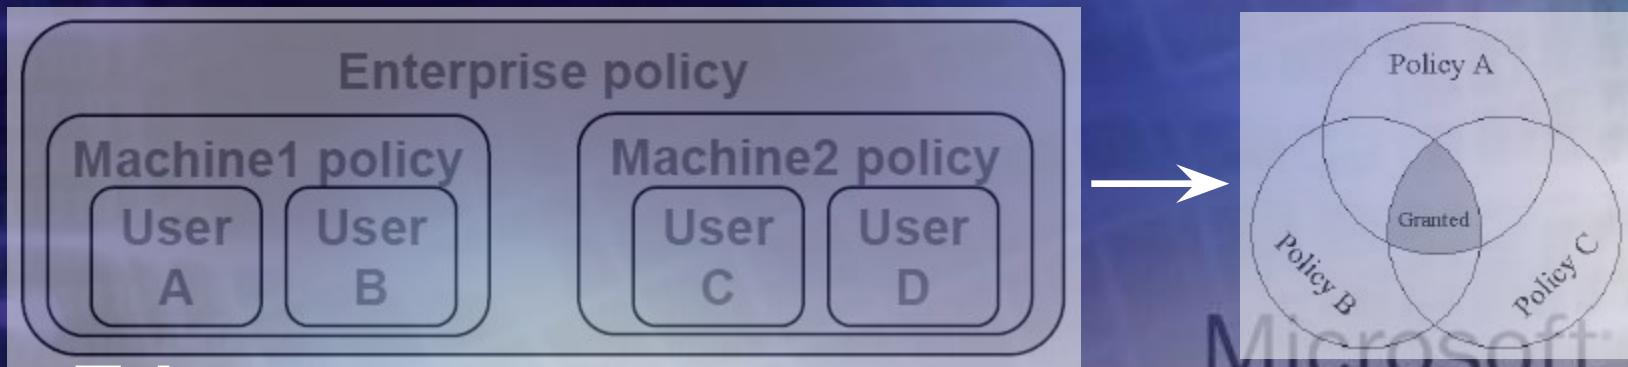 Enterprise policy
Machine1 policy
User
A
User
B
Machine2 policy
User
C
User
D
Policy A
Granted
Policy B
Policy C
Microsoft